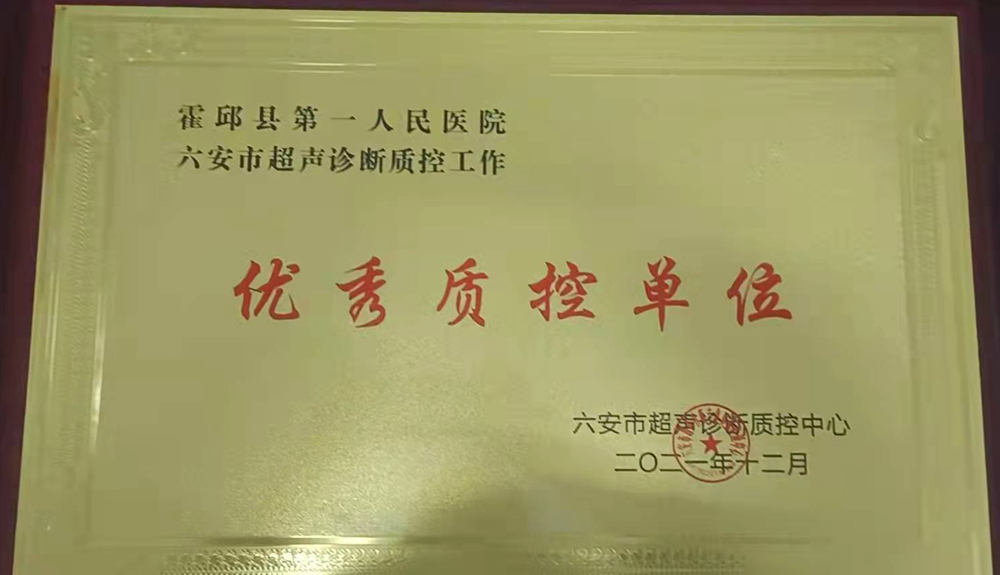 霍邱县第一人民医院
六安市超声诊断质控工作
优秀质控单位
六安市超声诊断质控中心
二〇二一年十二月